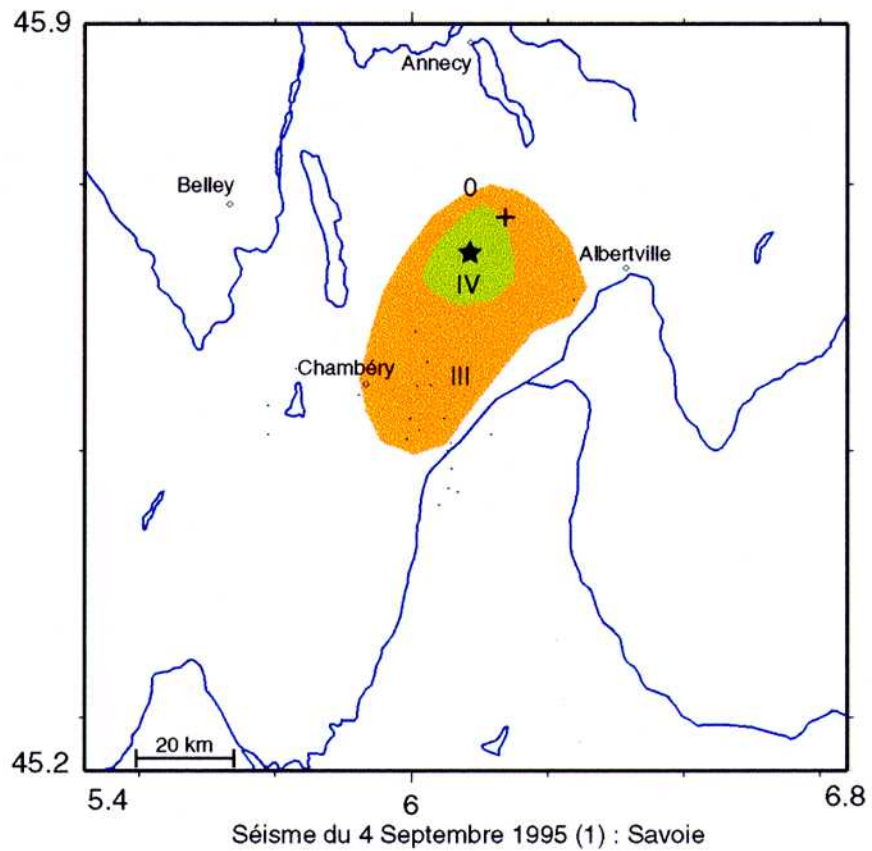 45.9
Annecy
Belley
0
Albertville
IV
Chambéry
III
20 km
45.2
5.4
6
6.8
Séisme du 4 Septembre 1995 (1) : Savoie